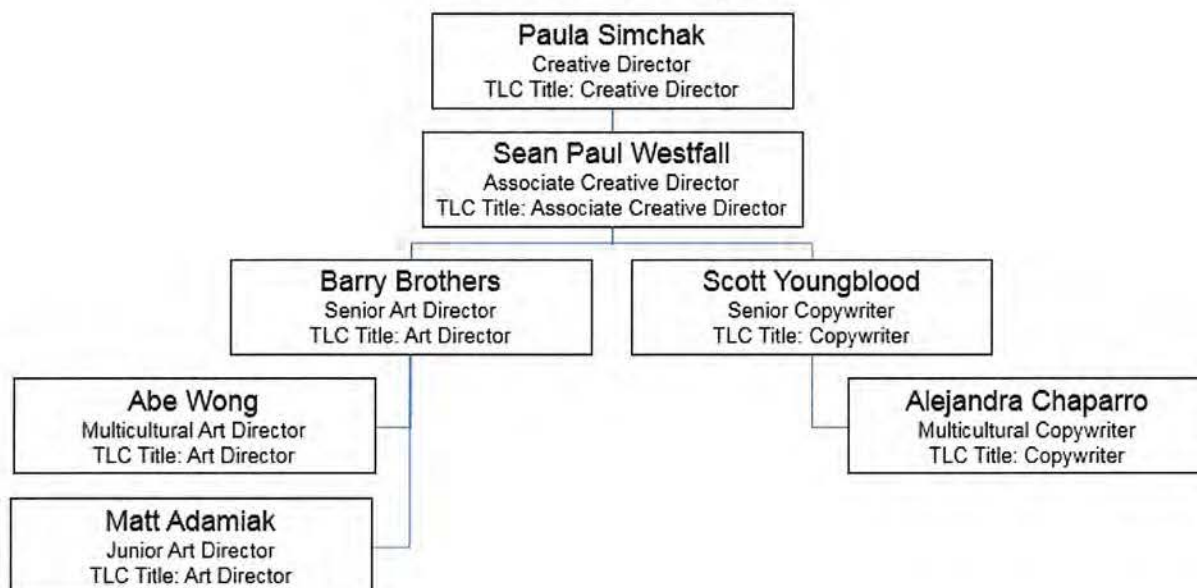 Paula Simchak
Creative Director
TLC Title: Creative Director
Sean Paul Westfall
Associate Creative Director
TLC Title: Associate Creative Director
Barry Brothers
Senior Art Director
TLC Title: Art Director
Scott Youngblood
Senior Copywriter
TLC Title: Copywriter
Abe Wong
Multicultural Art Director
TLC Title: Art Director
Alejandra Chaparro
Multicultural Copywriter
TLC Title: Copywriter
Matt Adamiak
Junior Art Director
TLC Title: Art Director